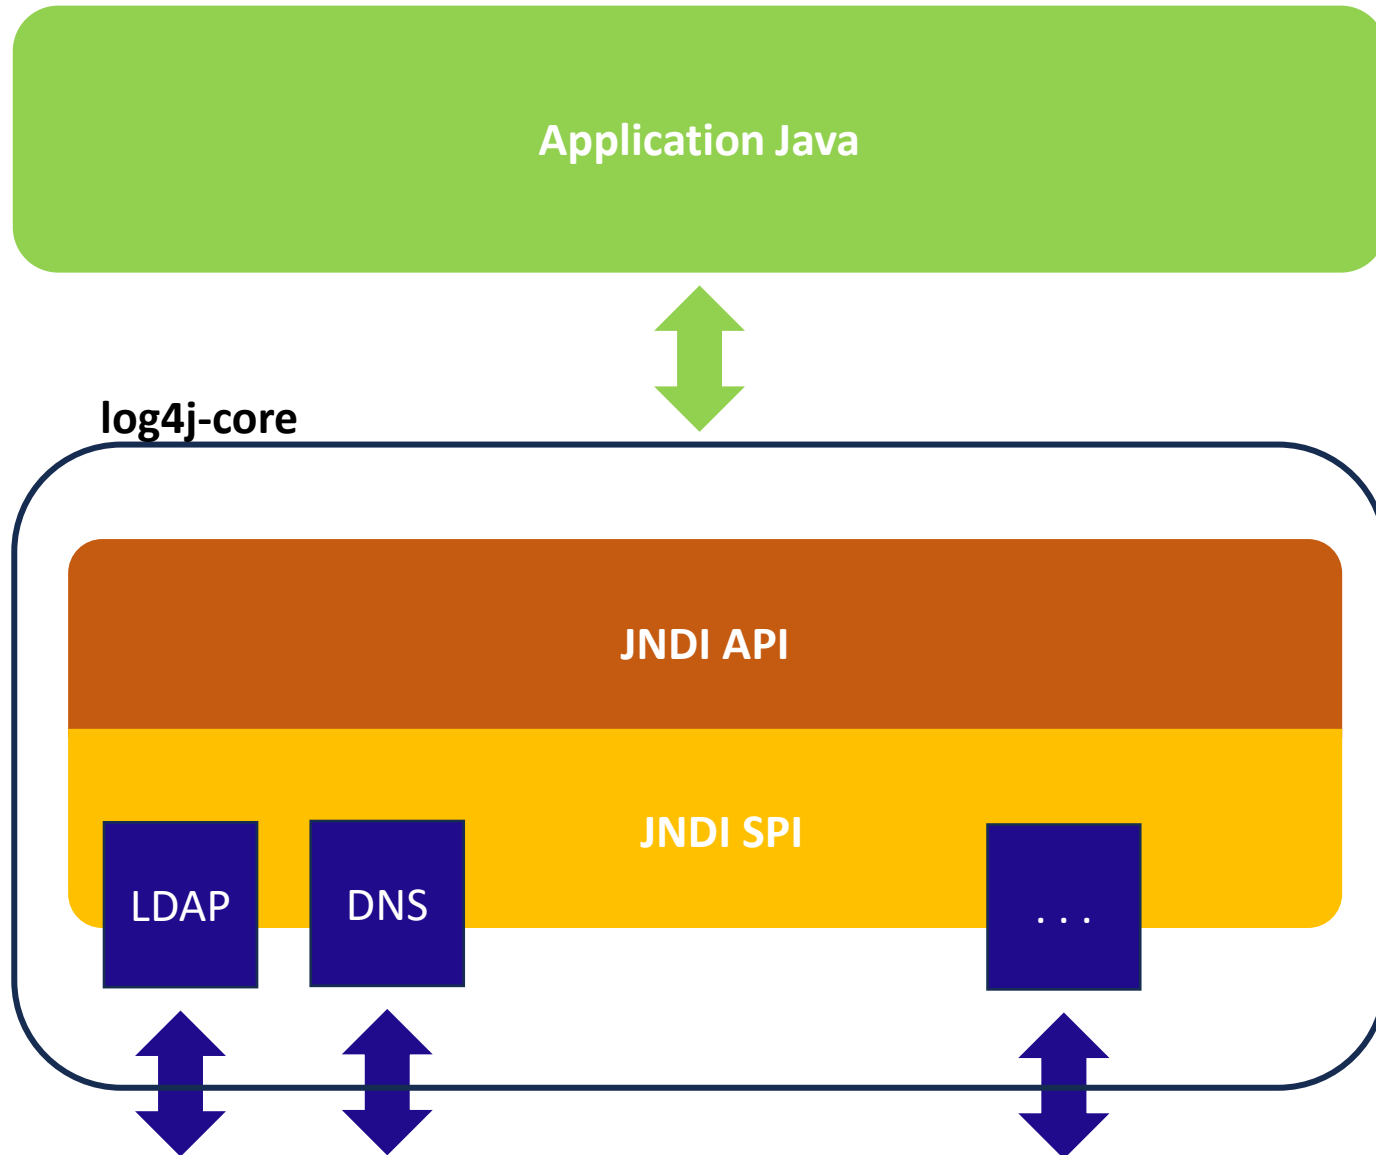 Application Java
log4j-core
JNDI API
JNDI SPI
LDAP
DNS
. . .